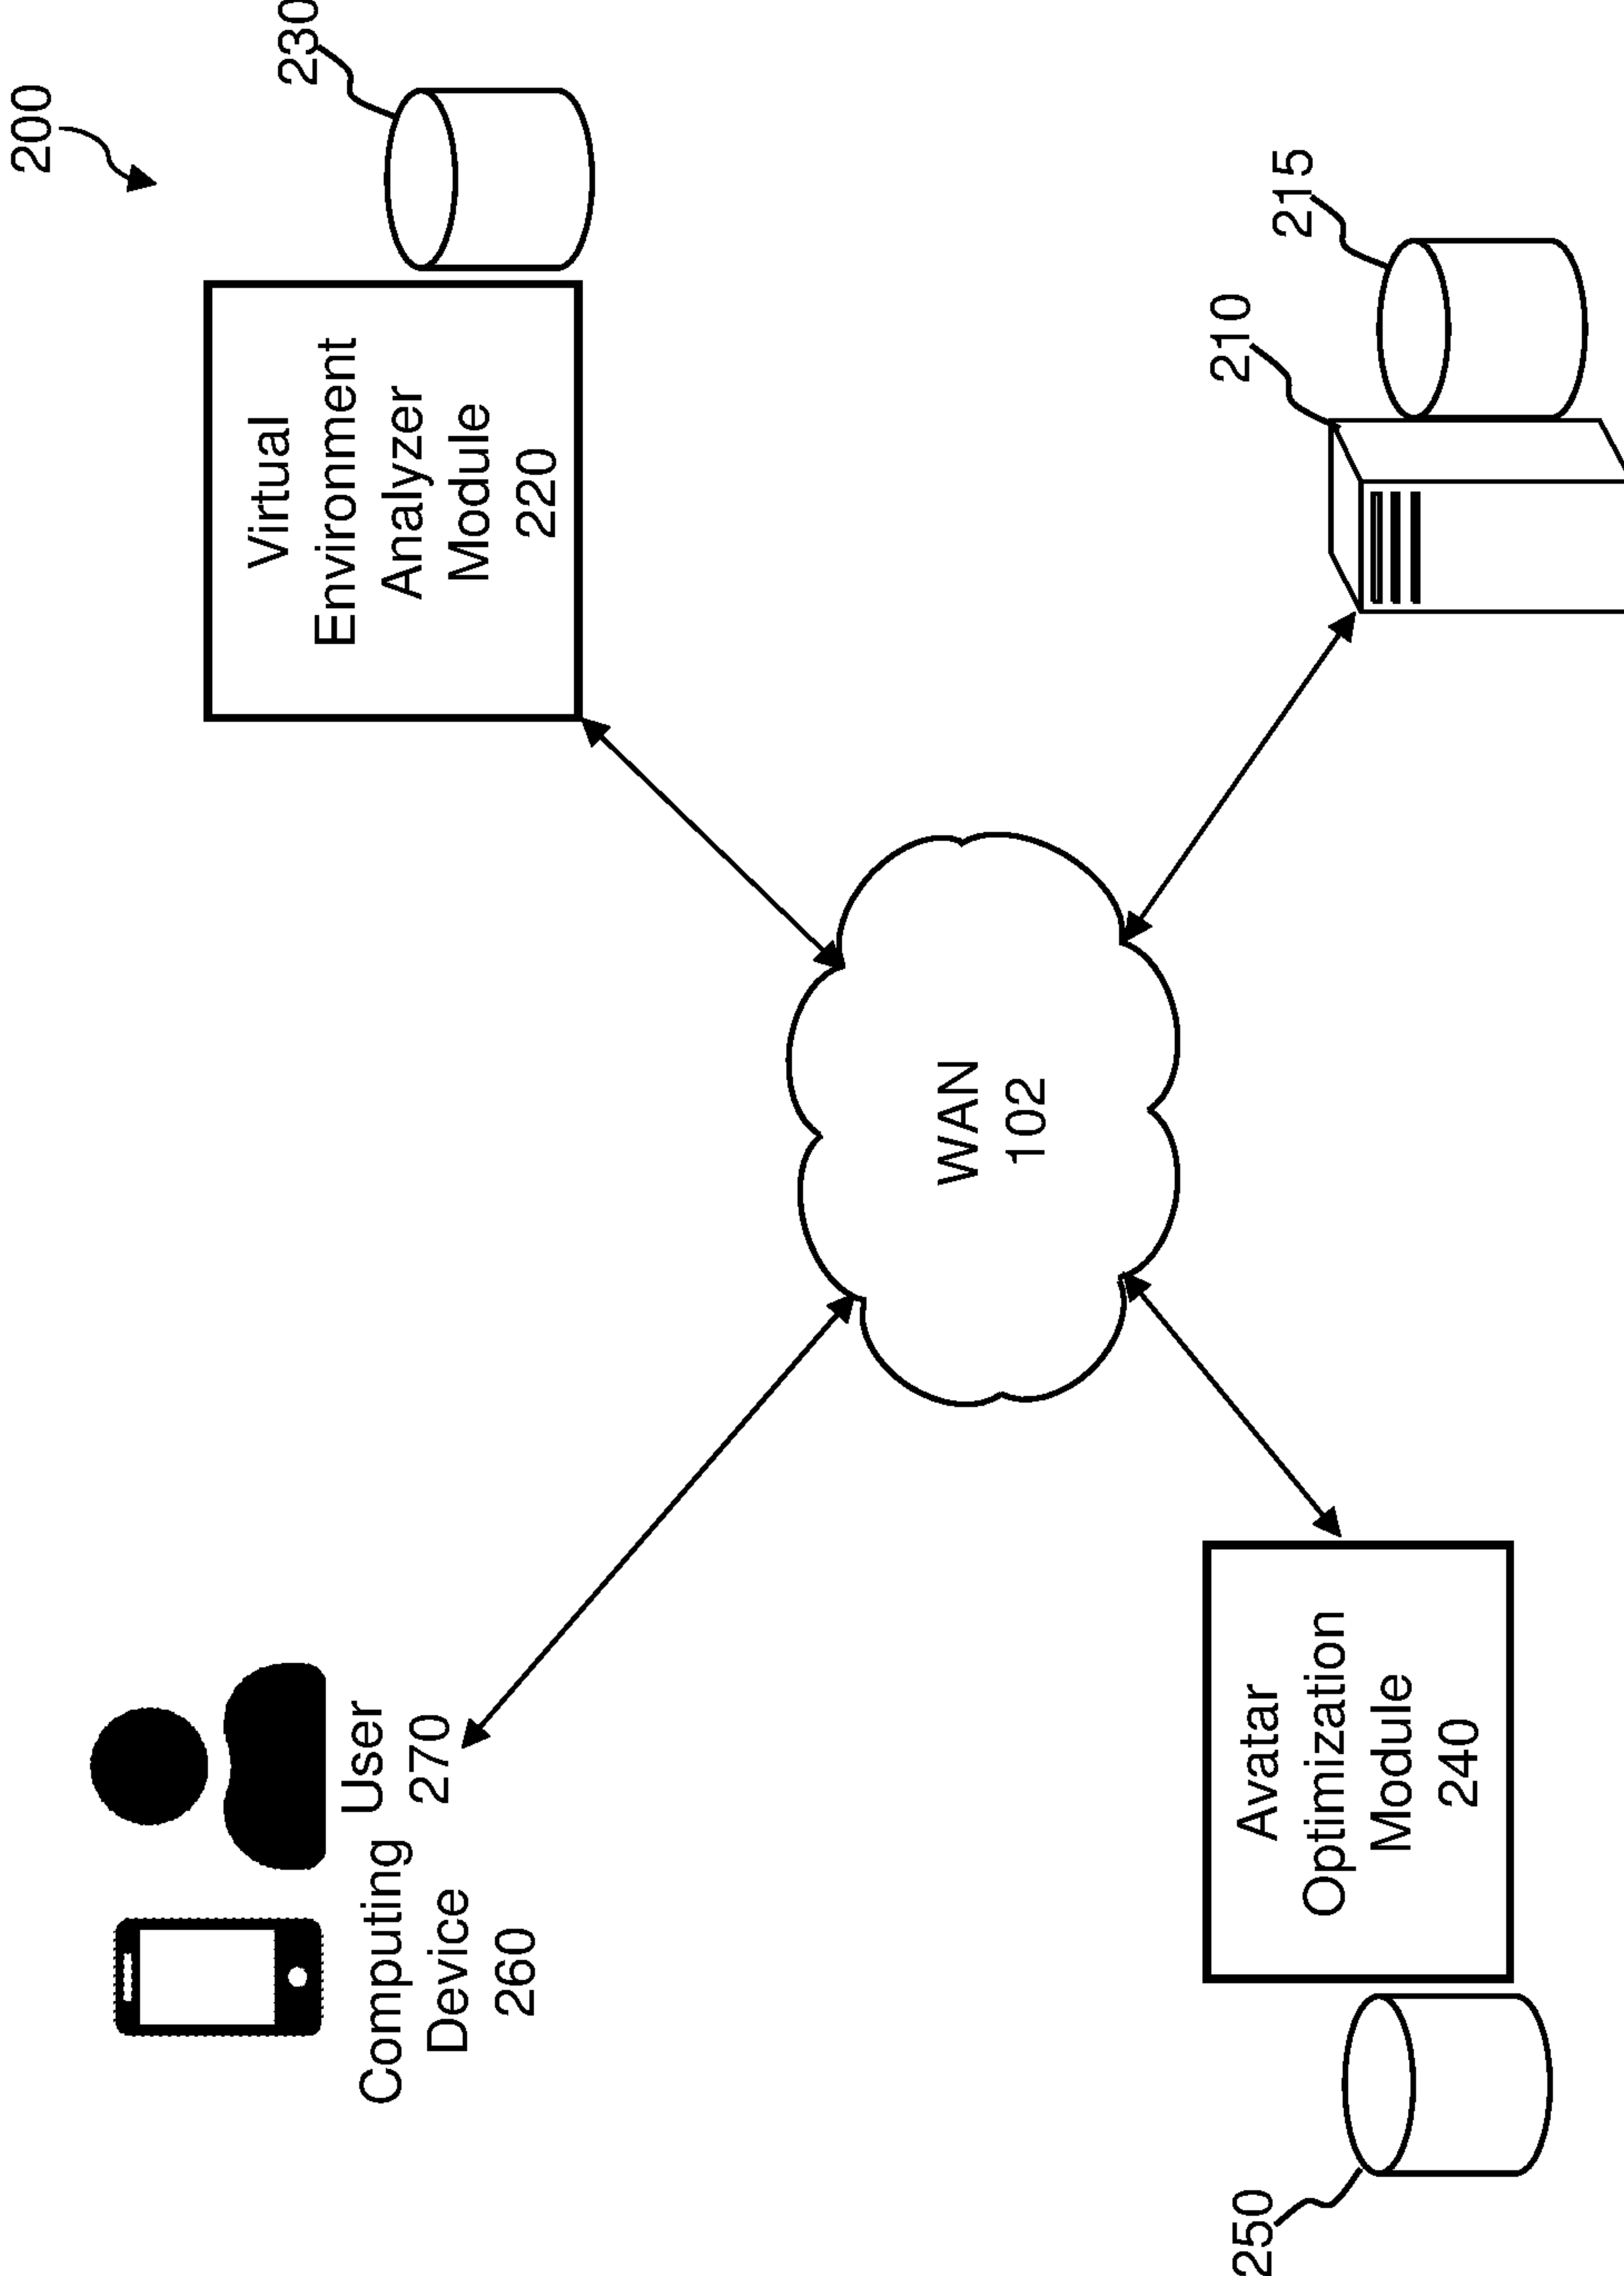 200
230
Virtual
Environment
Analyzer
Module
220
User
270
Computing
Device
260
WAN
102
210
215
Avatar
Optimization
Module
240
250